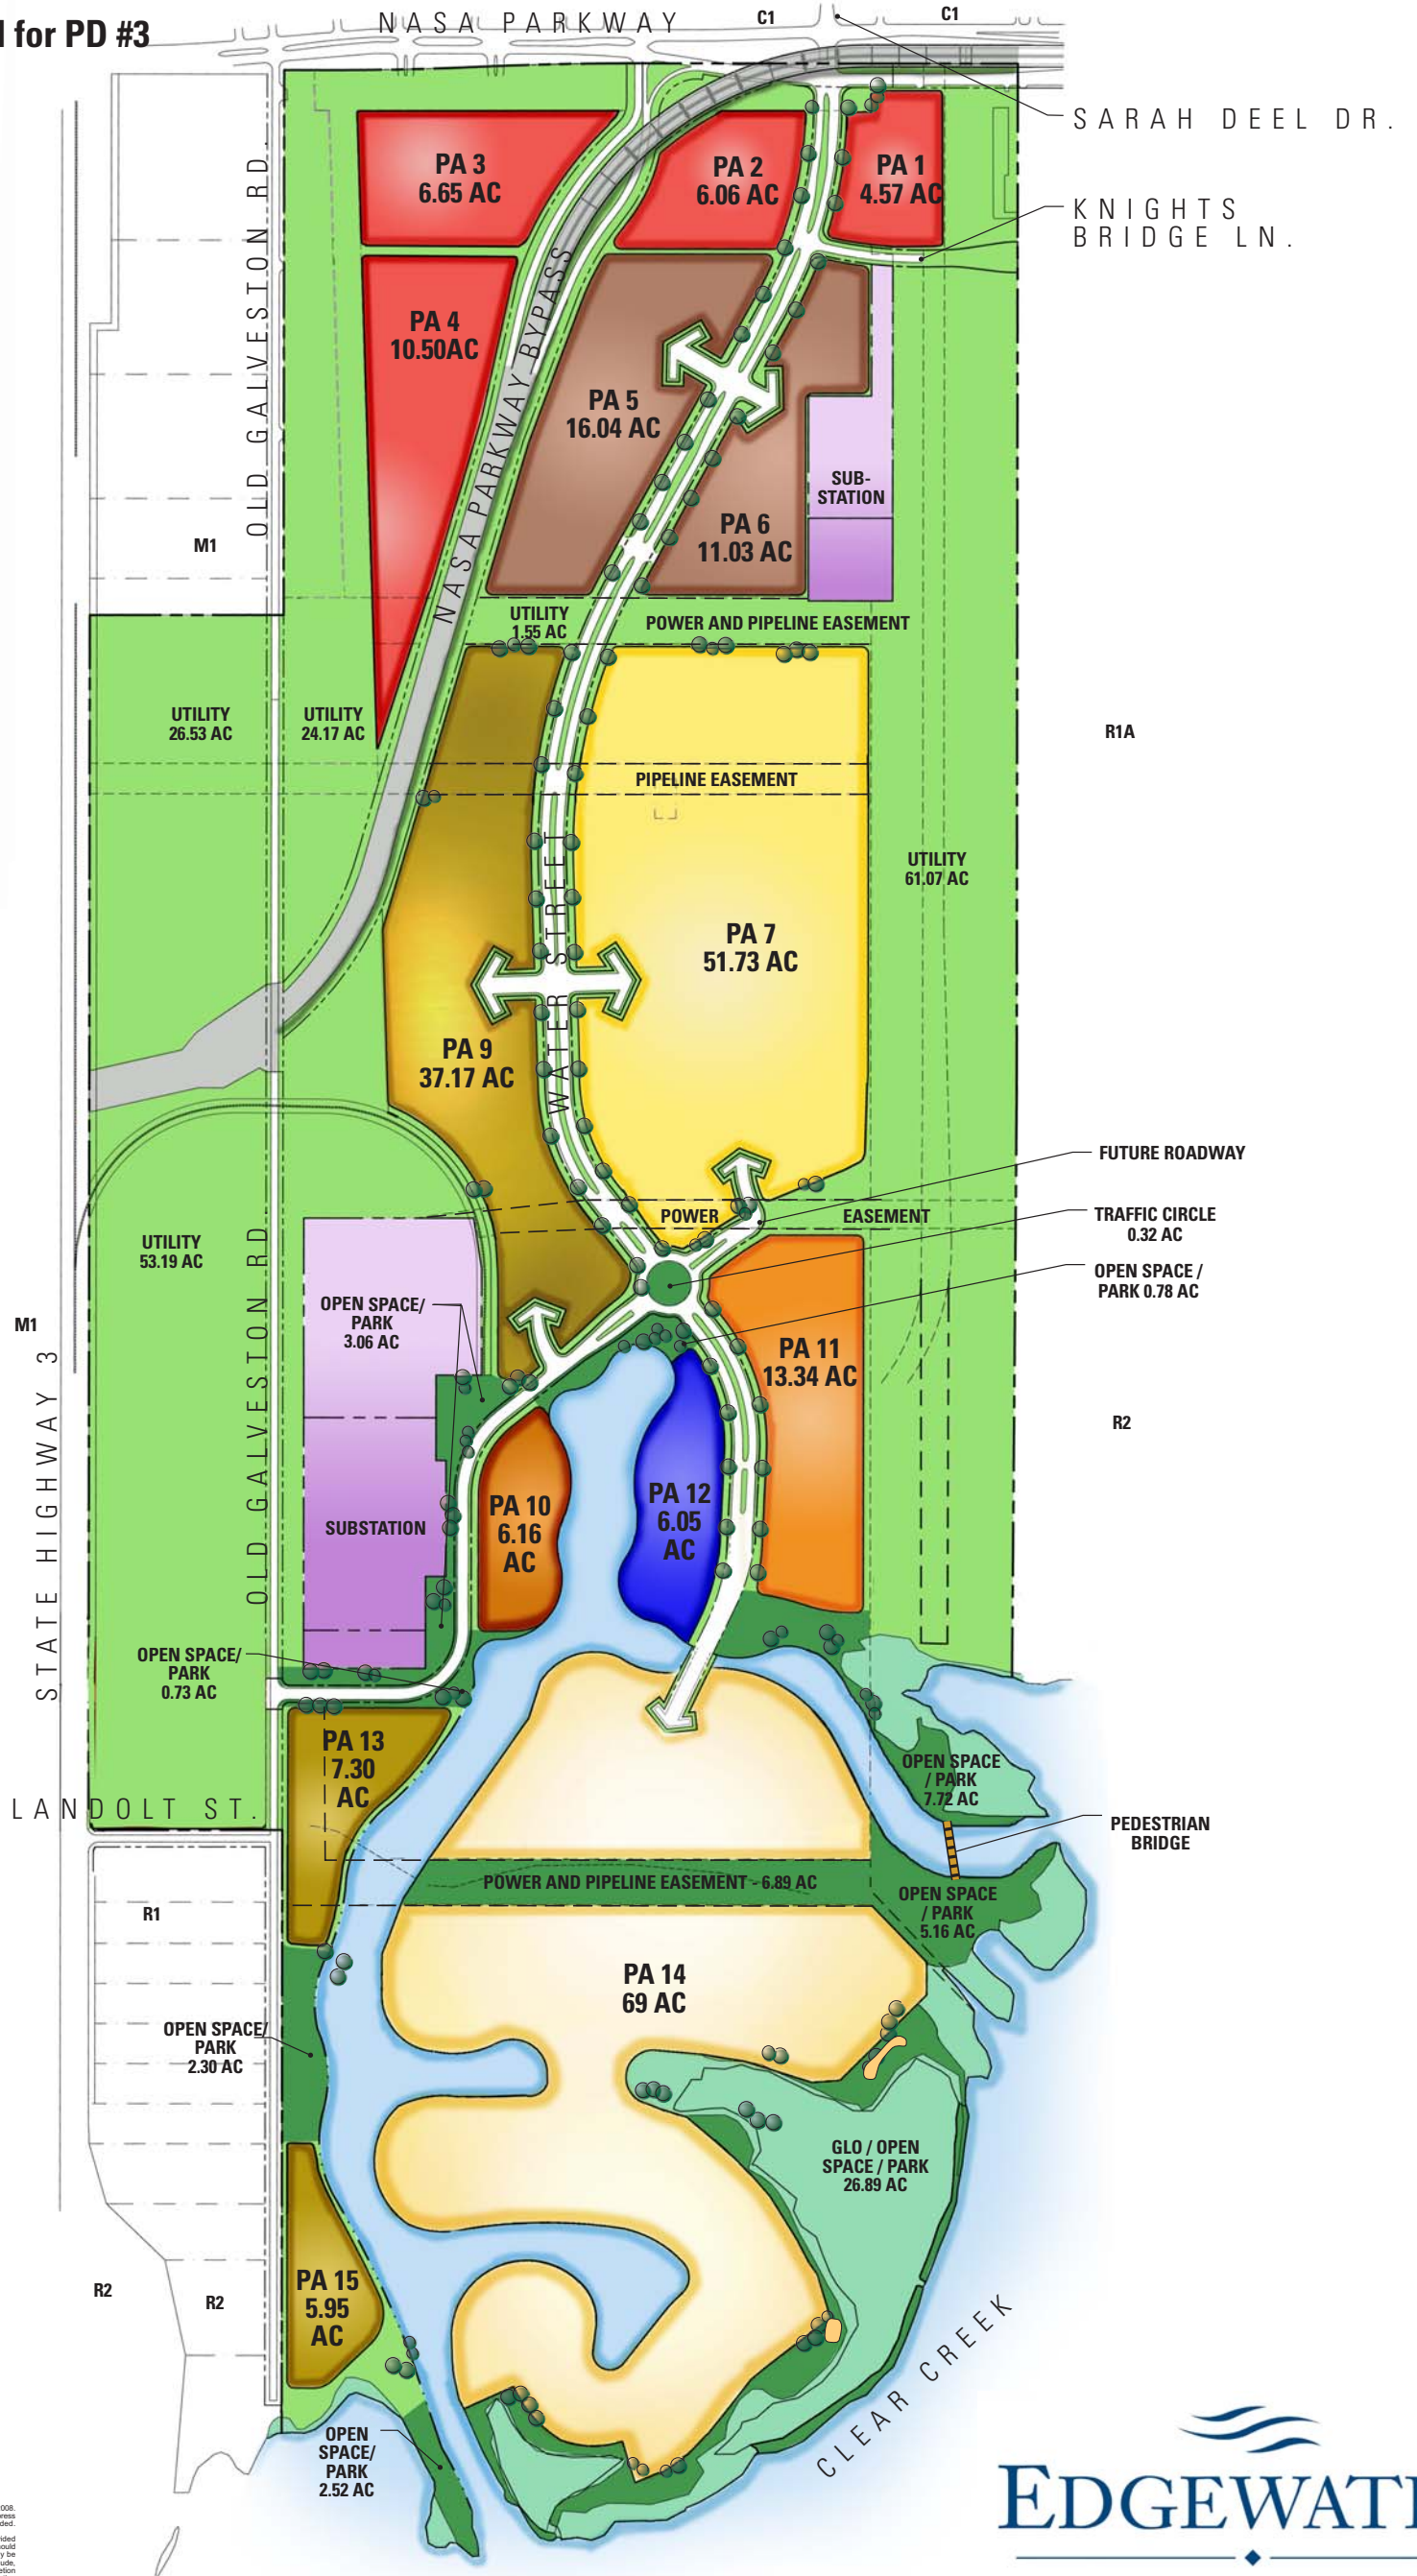 for PD #3
NASA PARKWAY
C1
C1
SARAH DEEL DR.
KNIGHTS
BRIDGE LN.
OLD GALVESTON RD.
PA 3
6.65 AC
PA 2
6.06 AC
PA 1
4.57 AC
PA 4
10.50AC
NASA PARKWAY BYPASS
PA 5
16.04 AC
SUB-
STATION
PA 6
11.03 AC
M1
UTILITY
1.55 AC
POWER AND PIPELINE EASEMENT
UTILITY
26.53 AC
UTILITY
24.17 AC
R1A
PIPELINE EASEMENT
WATER STREET
UTILITY
61.07 AC
PA 7
51.73 AC
PA 9
37.17 AC
FUTURE ROADWAY
POWER
EASEMENT
TRAFFIC CIRCLE
0.32 AC
UTILITY
53.19 AC
OPEN SPACE /
PARK 0.78 AC
OPEN SPACE/
PARK
3.06 AC
M1
STATE HIGHWAY 3
OLD GALVESTON RD
PA 11
13.34 AC
R2
PA 10
6.16
AC
PA 12
6.05
AC
SUBSTATION
OPEN SPACE/
PARK
0.73 AC
PA 13
7.30
AC
OPEN SPACE
/ PARK
7.72 AC
LANDOLT ST.
PEDESTRIAN
BRIDGE
POWER AND PIPELINE EASEMENT - 6.89 AC
OPEN SPACE
/ PARK
5.16 AC
R1
PA 14
69 AC
OPEN SPACE/
PARK
2.30 AC
GLO / OPEN
SPACE / PARK
26.89 AC
PA 15
5.95
AC
R2
R2
CLEAR CREEK
OPEN
SPACE/
PARK
2.52 AC
EDGEWAT